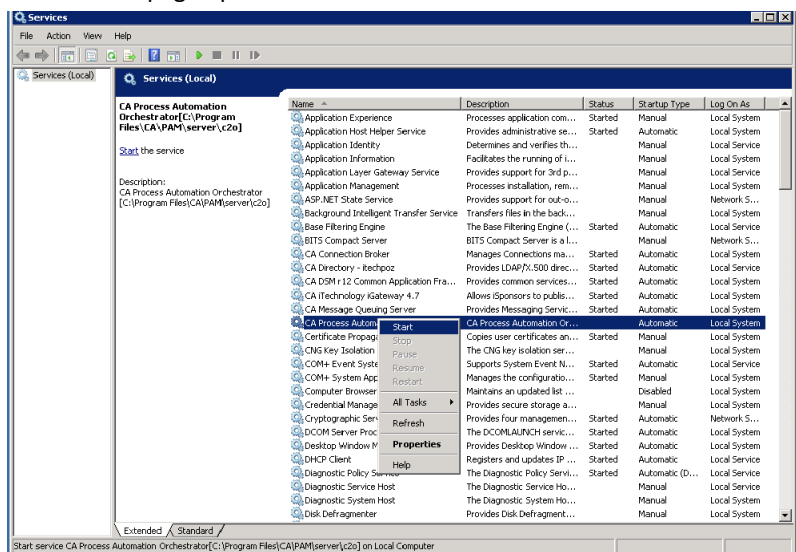 Services
File Action View Help
Services (Local)
Services (Local)
CA Process Automation
Orchestrator[C:\Program
Files\CA\PAM\server\c2o]
Start the service
Description:
CA Process Automation Orchestrator
[C:\Program Files\CA\PAM\server\c2o]
Name Description Status Startup Type Log On As
Application Experience Processes application com... Started Manual Local System
Application Host Helper Service Provides administrative se... Started Automatic Local System
Application Identity Determines and verifies th... Manual Local Service
Application Information Facilitates the running of i... Manual Local System
Application Layer Gateway Service Provides support for 3rd p... Manual Local Service
Application Management Processes installation, rem... Manual Local System
ASP.NET State Service Provides support for out-o... Manual Network S...
Background Intelligent Transfer Service Transfers files in the back... Manual Local System
Base Filtering Engine The Base Filtering Engine (... Started Automatic Local Service
BITS Compact Server BITS Compact Server is a l... Manual Network S...
CA Connection Broker Manages Connections ma... Started Automatic Local System
CA Directory - itechpoz Provides LDAP/X.500 direc... Started Automatic Local Service
CA DSM r12 Common Application Fra... Provides common services... Started Automatic Local System
CA iTechnology iGateway 4.7 Allows iSponsors to publis... Started Automatic Local System
CA Message Queuing Server Provides Messaging Servic... Started Automatic Local System
CA Process Autom CA Process Automation Or... Automatic Local System
Certificate Propaga Copies user certificates an... Started Manual Local System
CNG Key Isolation The CNG key isolation ser... Manual Local System
COM+ Event Syste Supports System Event N... Started Automatic Local Service
COM+ System App Manages the configuratio... Started Manual Local System
Computer Browser Maintains an updated list ... Disabled Local System
Credential Manage Provides secure storage a... Manual Local System
Cryptographic Serv Provides four managemen... Started Automatic Network S...
DCOM Server Proc The DCOMLAUNCH servic... Started Automatic Local System
Desktop Window M Provides Desktop Window ... Started Automatic Local System
DHCP Client Registers and updates IP ... Started Automatic Local Service
Diagnostic Policy Service The Diagnostic Policy Servi... Started Automatic (D... Local Service
Diagnostic Service Host The Diagnostic Service Ho... Manual Local Service
Diagnostic System Host The Diagnostic System Ho... Manual Local System
Disk Defragmenter Provides Disk Defragment... Manual Local System
Start
Stop
Pause
Resume
Restart
All Tasks
Refresh
Properties
Help
Extended Standard
Start service CA Process Automation Orchestrator[C:\Program Files\CA\PAM\server\c2o] on Local Computer